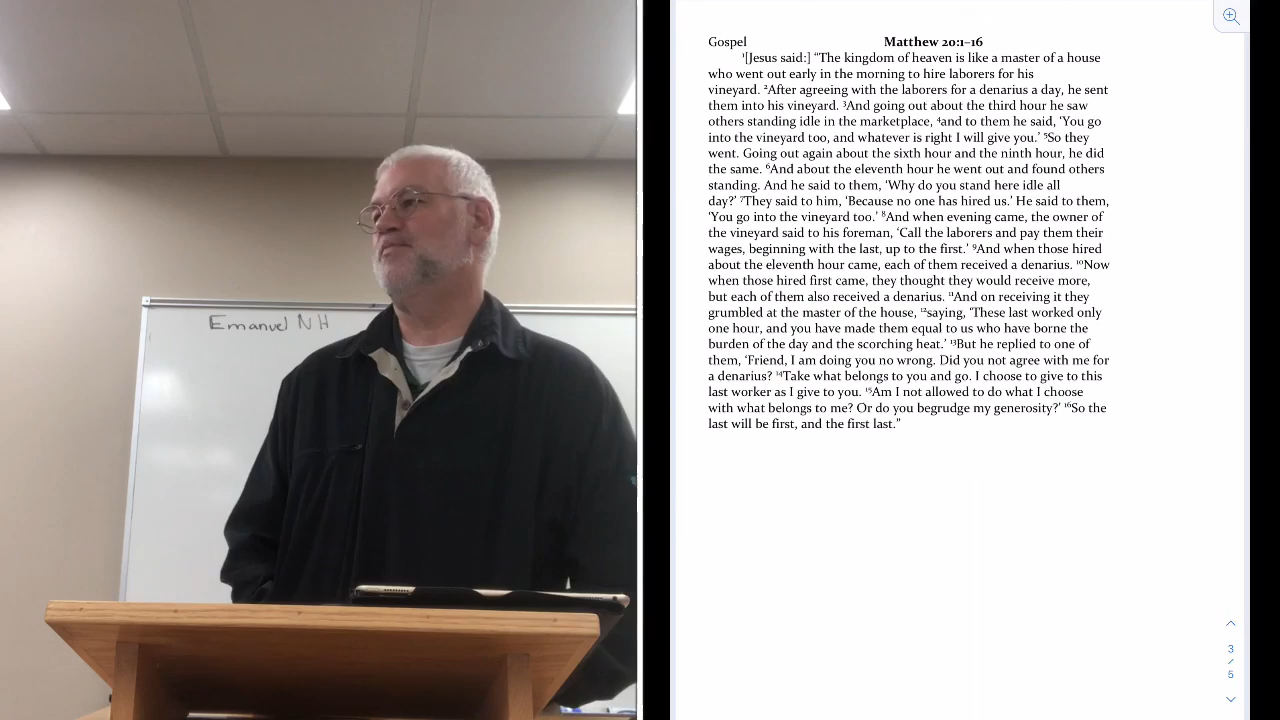 Emanuel N H
Gospel Matthew 20:1–16
¹[Jesus said:] “The kingdom of heaven is like a master of a house
who went out early in the morning to hire laborers for his
vineyard. ²After agreeing with the laborers for a denarius a day, he sent
them into his vineyard. ³And going out about the third hour he saw
others standing idle in the marketplace, ⁴and to them he said, ‘You go
into the vineyard too, and whatever is right I will give you.’ ⁵So they
went. Going out again about the sixth hour and the ninth hour, he did
the same. ⁶And about the eleventh hour he went out and found others
standing. And he said to them, ‘Why do you stand here idle all
day?’ ⁷They said to him, ‘Because no one has hired us.’ He said to them,
‘You go into the vineyard too.’ ⁸And when evening came, the owner of
the vineyard said to his foreman, ‘Call the laborers and pay them their
wages, beginning with the last, up to the first.’ ⁹And when those hired
about the eleventh hour came, each of them received a denarius. ¹⁰Now
when those hired first came, they thought they would receive more,
but each of them also received a denarius. ¹¹And on receiving it they
grumbled at the master of the house, ¹²saying, ‘These last worked only
one hour, and you have made them equal to us who have borne the
burden of the day and the scorching heat.’ ¹³But he replied to one of
them, ‘Friend, I am doing you no wrong. Did you not agree with me for
a denarius? ¹⁴Take what belongs to you and go. I choose to give to this
last worker as I give to you. ¹⁵Am I not allowed to do what I choose
with what belongs to me? Or do you begrudge my generosity?’ ¹⁶So the
last will be first, and the first last.”
3
/
5